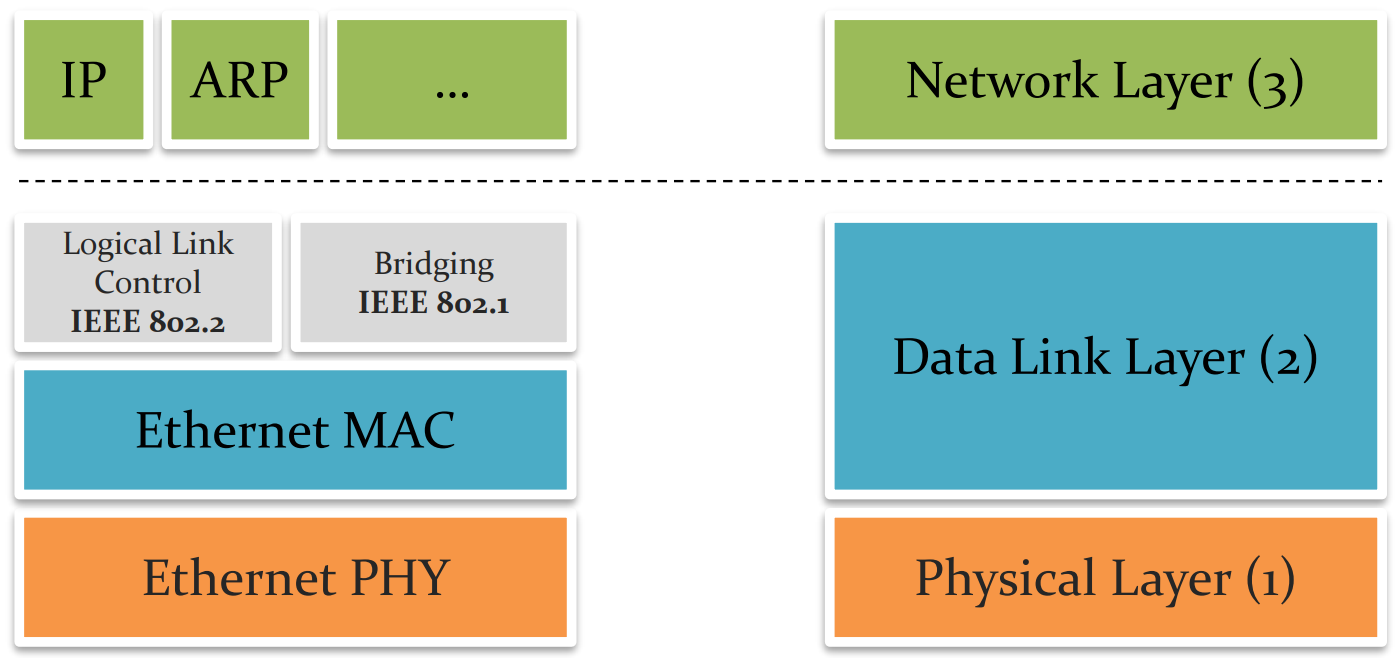 IP
ARP
...
Network Layer (3)
Logical Link
Control
IEEE 802.2
Bridging
IEEE 802.1
Data Link Layer (2)
Ethernet MAC
Ethernet PHY
Physical Layer (1)